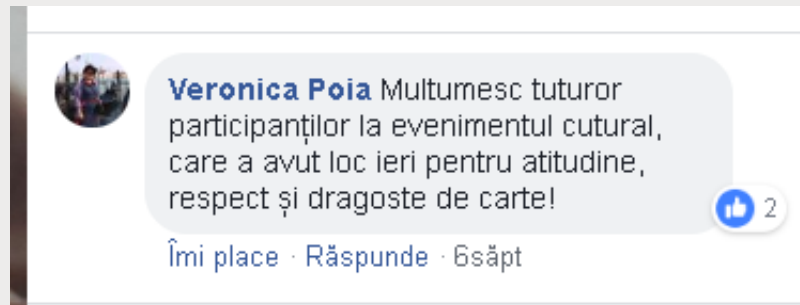 Veronica Poia Multumesc tuturor
participanților la evenimentul cutural,
care a avut loc ieri pentru atitudine,
respect și dragoste de carte!
2
Îmi place · Răspunde · 6săpt